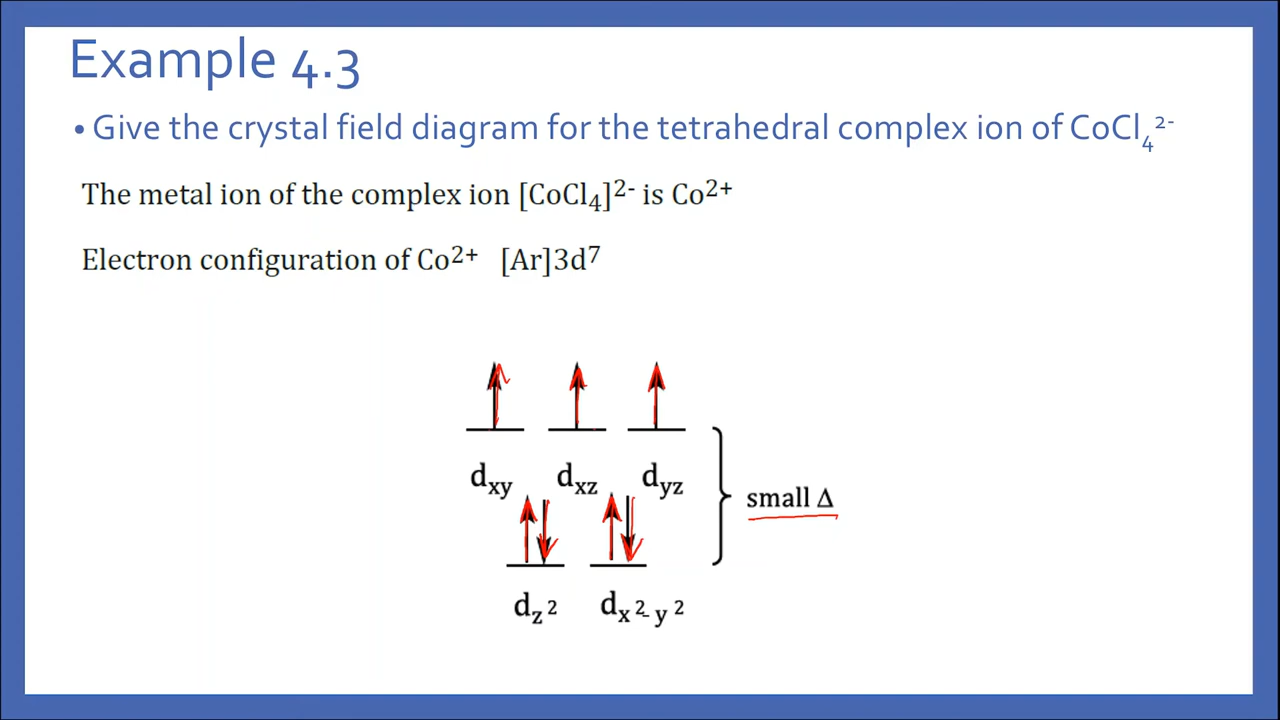 Example 4.3
• Give the crystal field diagram for the tetrahedral complex ion of CoCl₄²⁻
The metal ion of the complex ion [CoCl₄]²⁻ is Co²⁺
Electron configuration of Co²⁺ [Ar]3d⁷
d_xy d_xz d_yz
small Δ
d_z² d_x²-y²